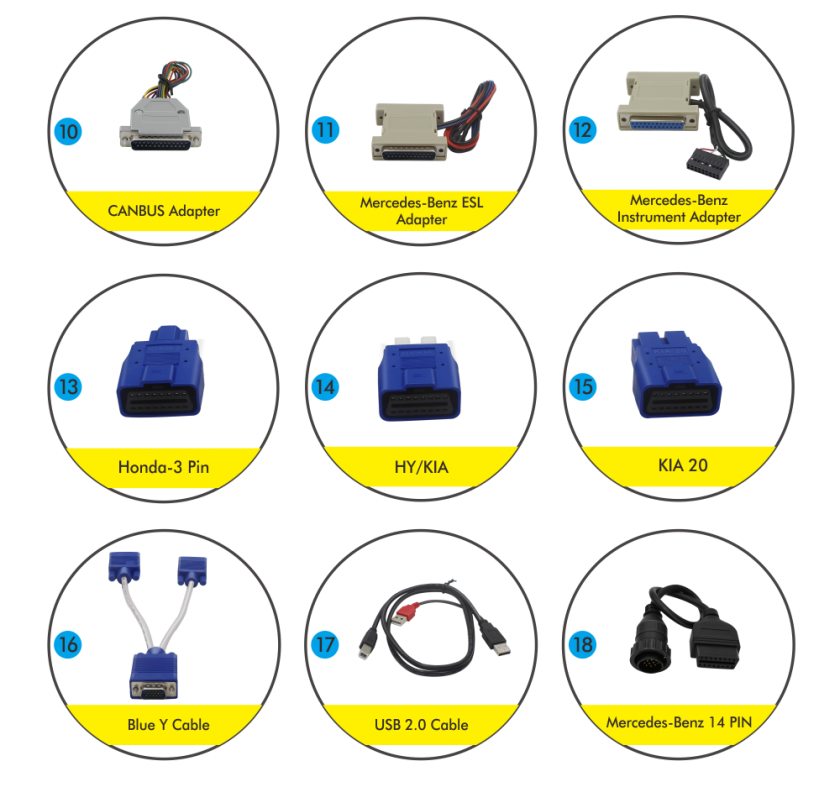 10
CANBUS Adapter
11
Mercedes-Benz ESL
Adapter
12
Mercedes-Benz
Instrument Adapter
13
Honda-3 Pin
14
HY/KIA
15
KIA 20
16
Blue Y Cable
17
USB 2.0 Cable
18
Mercedes-Benz 14 PIN